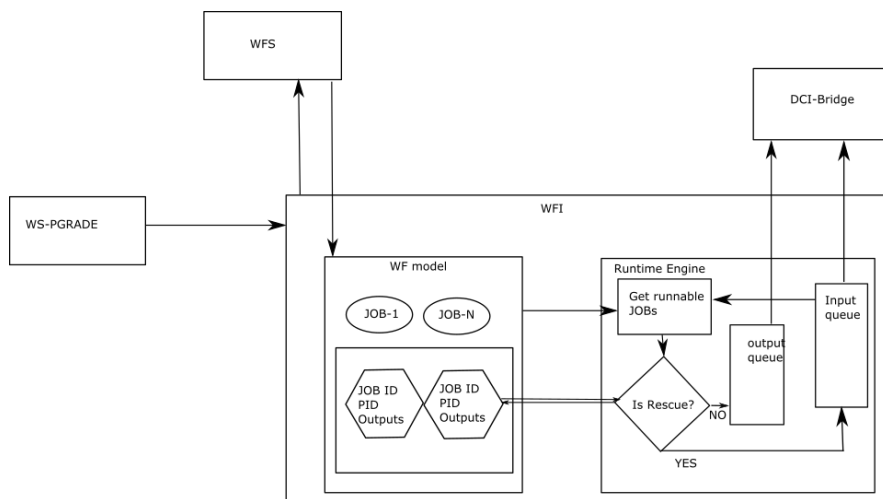 WFS
DCI-Bridge
WS-PGRADE
WFI
WF model
JOB-1
JOB-N
JOB ID
PID
Outputs
JOB ID
PID
Outputs
Runtime Engine
Get runnable
JOBs
Is Rescue?
NO
YES
output
queue
Input
queue